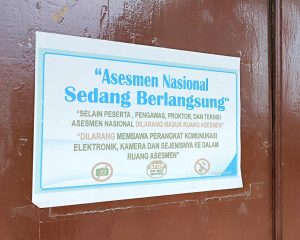 “Asesmen Nasional
Sedang Berlangsung“
“SELAIN PESERTA , PENGAWAS, PROKTOR, DAN TEKNISI
ASESMEN NASIONAL DILARANG MASUK RUANG ASESMEN”
“DILARANG MEMBAWA PERANGKAT KOMUNIKASI
ELEKTRONIK, KAMERA DAN SEJENISNYA KE DALAM
RUANG ASESMEN”